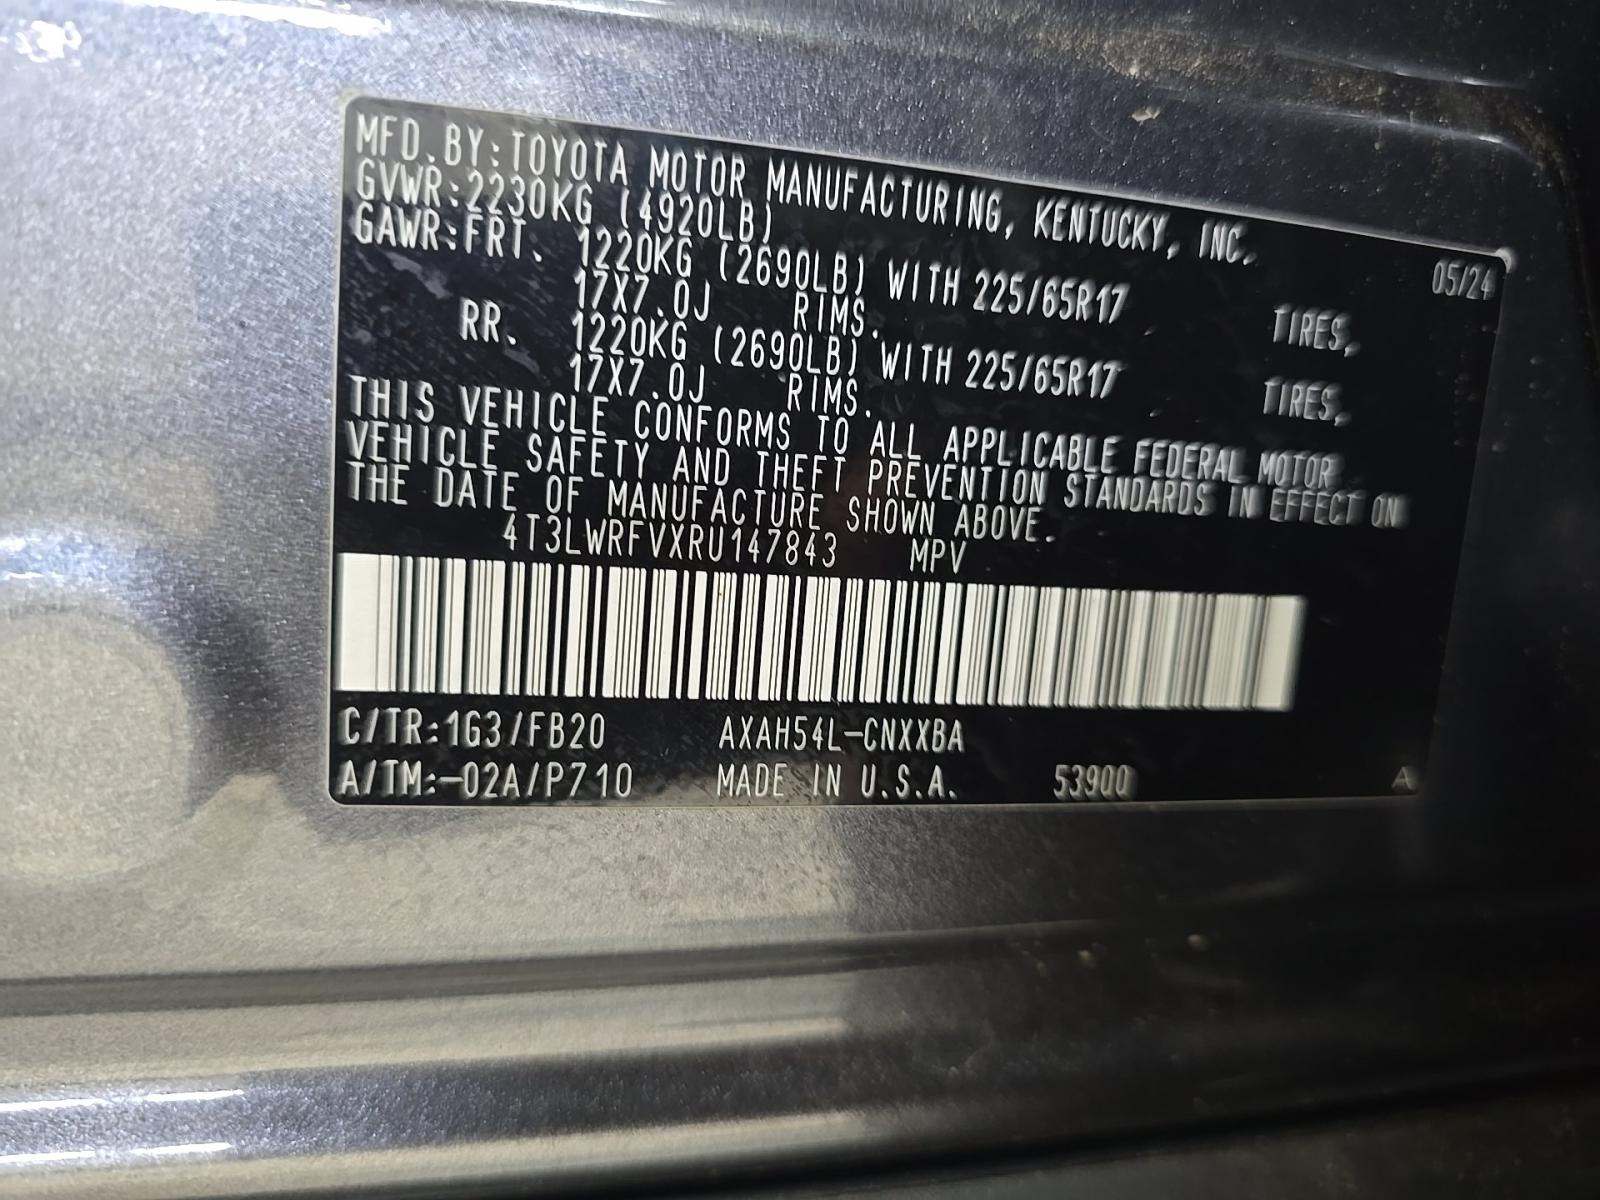 MFD.BY:TOYOTA MOTOR MANUFACTURING, KENTUCKY, INC. 05/24
GVWR:2230KG (4920LB)
GAWR:FRT. 1220KG (2690LB) WITH 225/65R17 TIRES,
17X7.0J RIMS.
RR. 1220KG (2690LB) WITH 225/65R17 TIRES,
17X7.0J RIMS.
THIS VEHICLE CONFORMS TO ALL APPLICABLE FEDERAL MOTOR
VEHICLE SAFETY AND THEFT PREVENTION STANDARDS IN EFFECT ON
THE DATE OF MANUFACTURE SHOWN ABOVE.
4T3LWRFVXRU147843 MPV
C/TR:1G3/FB20 AXAH54L-CNXXBA
A/TM:-02A/P710 MADE IN U.S.A. 53900 A